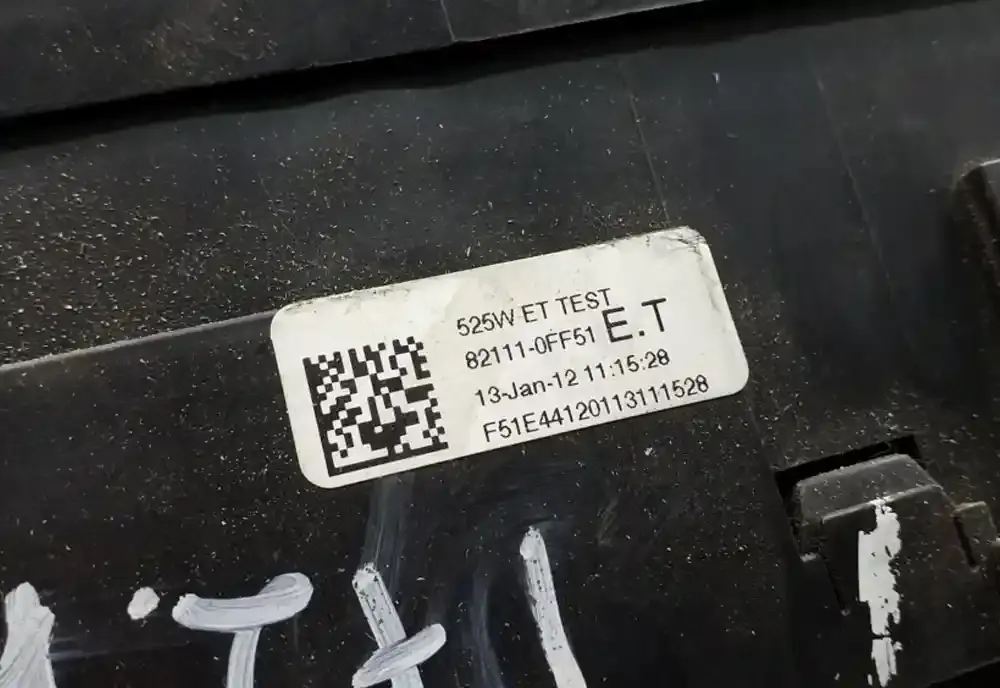 525W ET TEST
82111-0FF51 E.T
13-Jan-12 11:15:28
F51E44120113111528